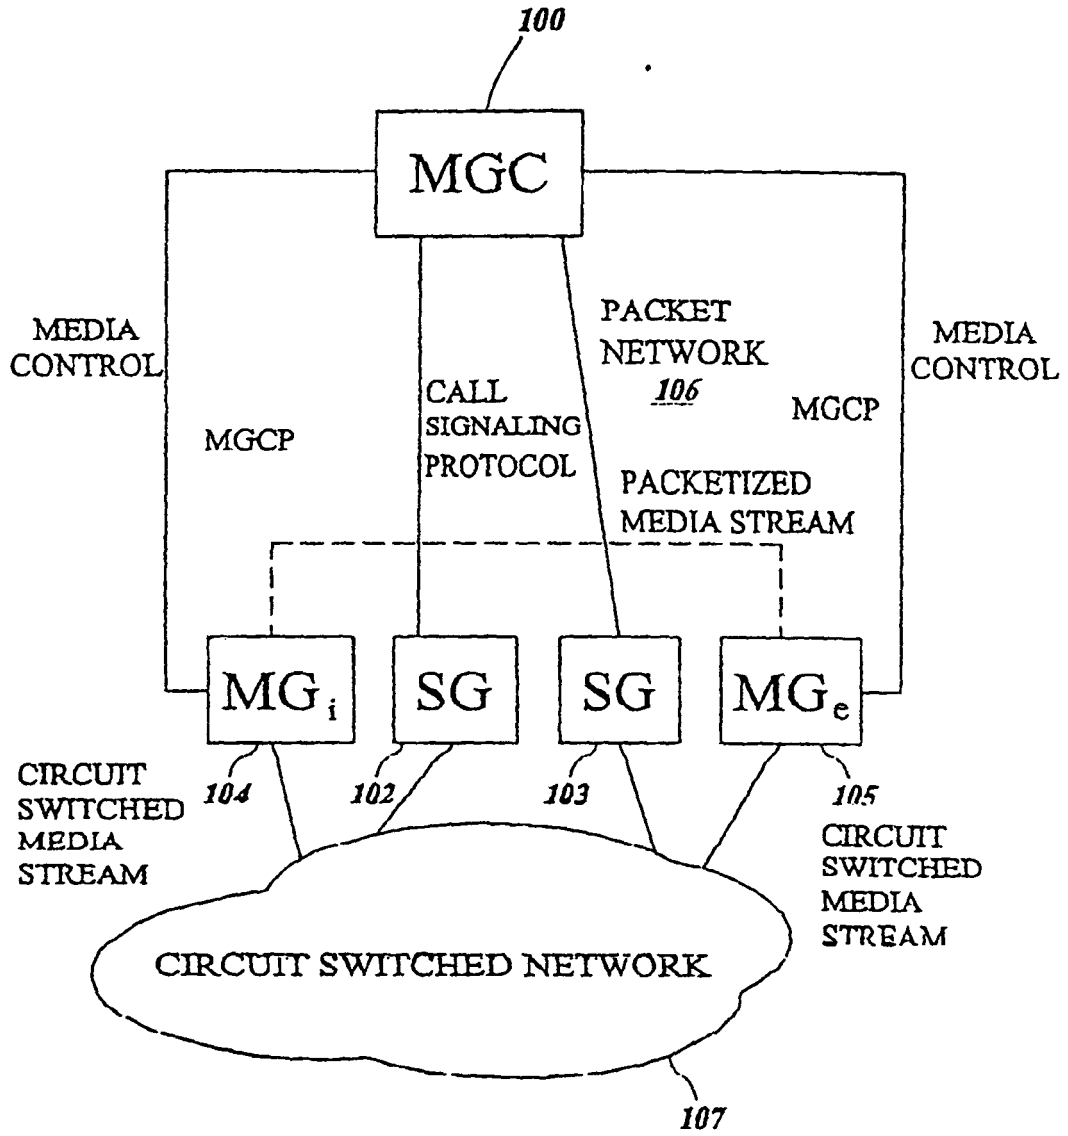 100
MGC
MEDIA
CONTROL
MGCP
CALL
SIGNALING
PROTOCOL
PACKET
NETWORK
106
MEDIA
CONTROL
MGCP
PACKETIZED
MEDIA STREAM
MGi
SG
SG
MGe
104
102
103
105
CIRCUIT
SWITCHED
MEDIA
STREAM
CIRCUIT
SWITCHED
MEDIA
STREAM
CIRCUIT SWITCHED NETWORK
107